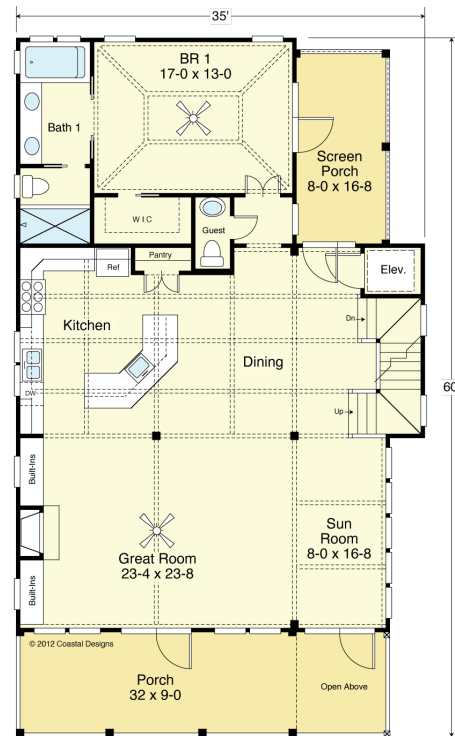 35'
BR 1
17-0 x 13-0
Bath 1
Screen
Porch
8-0 x 16-8
W I C
Guest
Pantry
Ref
Elev.
Kitchen
Dn
Dining
60
DW
Up
Built-Ins
Sun
Room
8-0 x 16-8
Great Room
23-4 x 23-8
Built-Ins
© 2012 Coastal Designs
Porch
32 x 9-0
Open Above